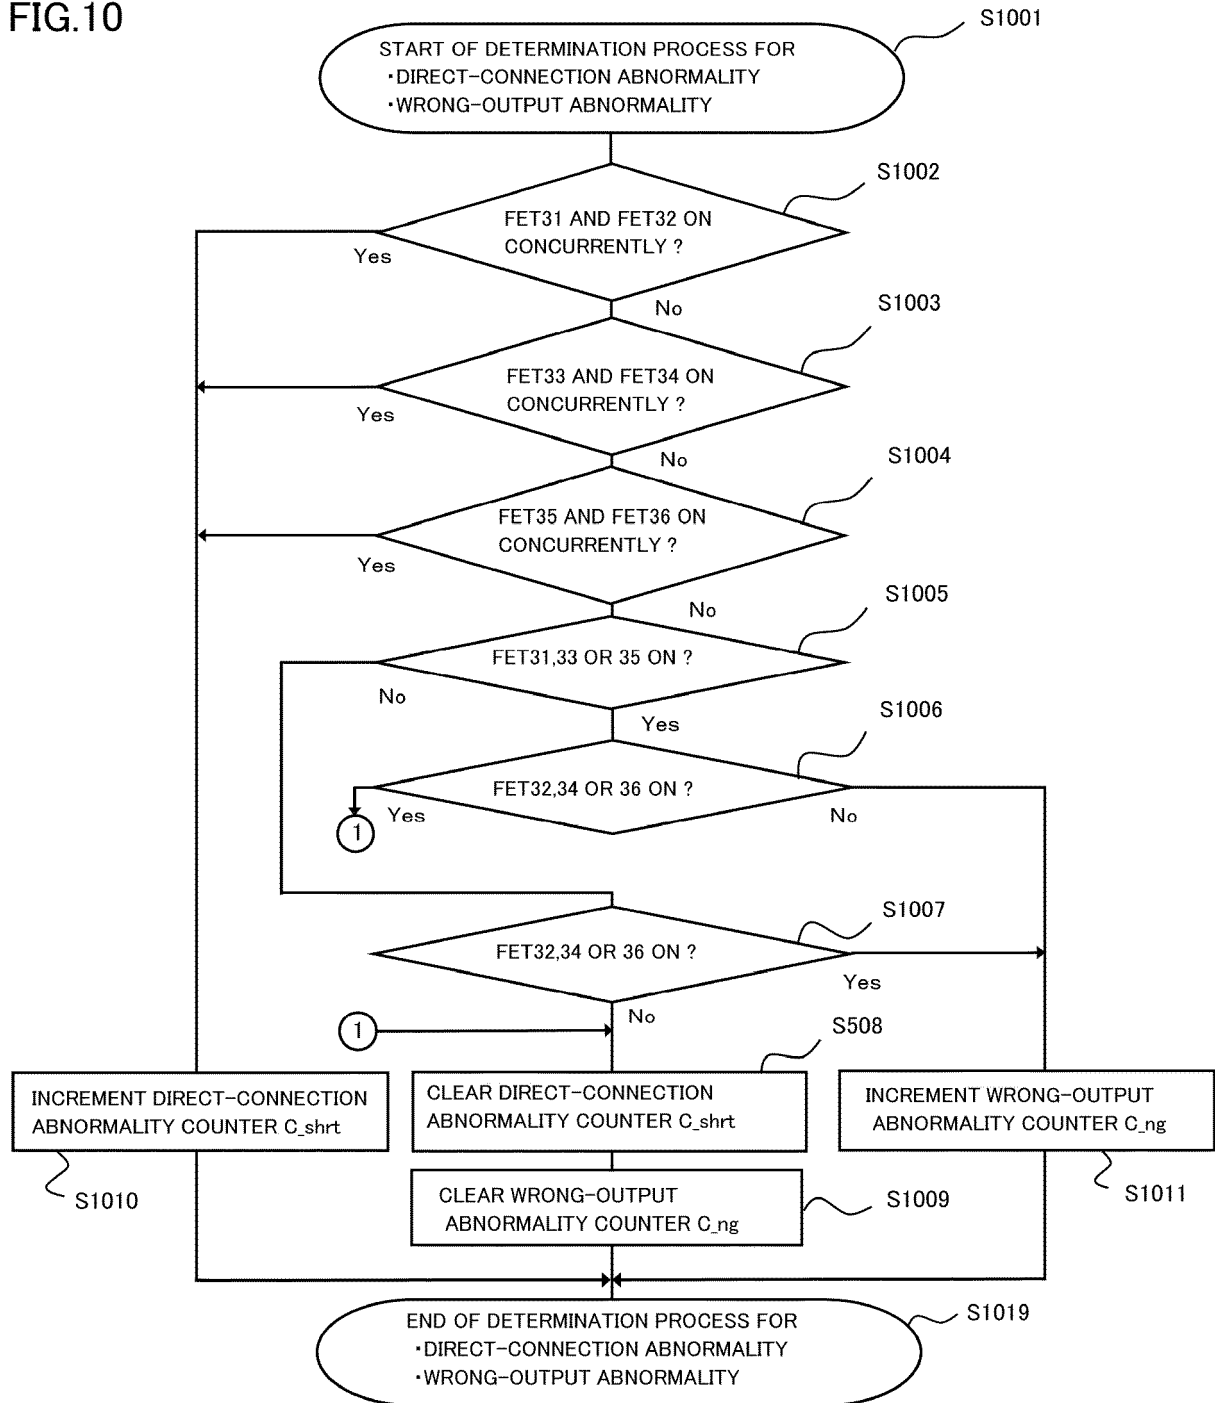 FIG.10
S1001
START OF DETERMINATION PROCESS FOR
・DIRECT-CONNECTION ABNORMALITY
・WRONG-OUTPUT ABNORMALITY
S1002
FET31 AND FET32 ON
CONCURRENTLY ?
Yes
No
S1003
FET33 AND FET34 ON
CONCURRENTLY ?
Yes
No
S1004
FET35 AND FET36 ON
CONCURRENTLY ?
Yes
No
S1005
FET31,33 OR 35 ON ?
No
Yes
S1006
FET32,34 OR 36 ON ?
Yes
No
1
S1007
FET32,34 OR 36 ON ?
Yes
No
1
S508
INCREMENT DIRECT-CONNECTION
ABNORMALITY COUNTER C_shrt
S1010
CLEAR DIRECT-CONNECTION
ABNORMALITY COUNTER C_shrt
INCREMENT WRONG-OUTPUT
ABNORMALITY COUNTER C_ng
S1011
CLEAR WRONG-OUTPUT
ABNORMALITY COUNTER C_ng
S1009
S1019
END OF DETERMINATION PROCESS FOR
・DIRECT-CONNECTION ABNORMALITY
・WRONG-OUTPUT ABNORMALITY